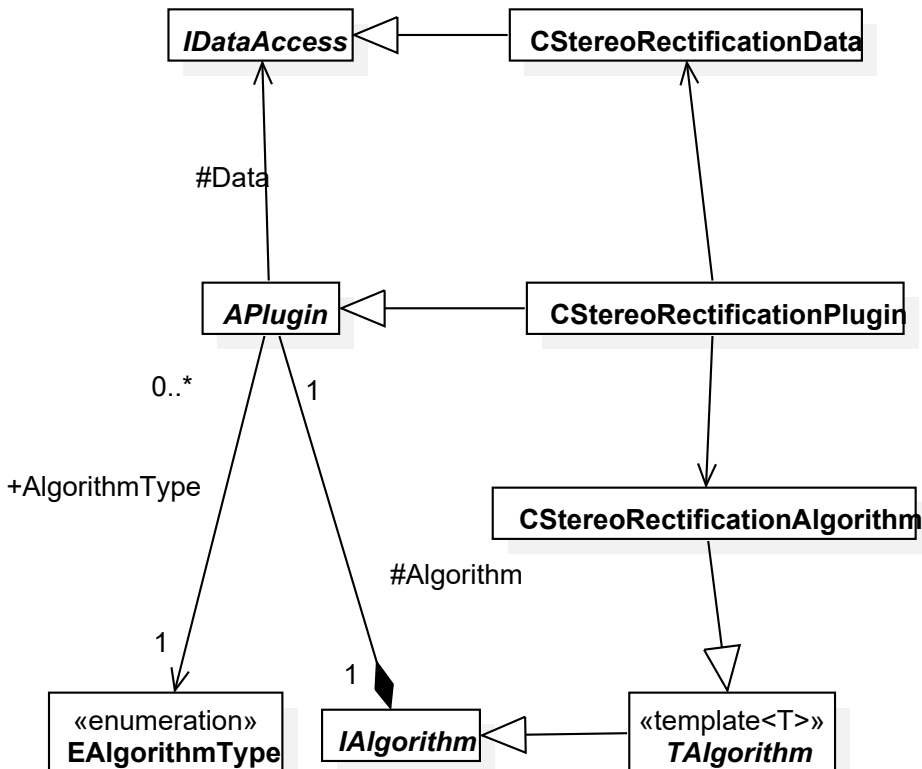 IDataAccess
CStereoRectificationData
#Data
APlugin
CStereoRectificationPlugin
0..*
1
+AlgorithmType
CStereoRectificationAlgorithm
#Algorithm
1
1
«enumeration»
EAlgorithmType
IAlgorithm
«template<T>»
TAlgorithm